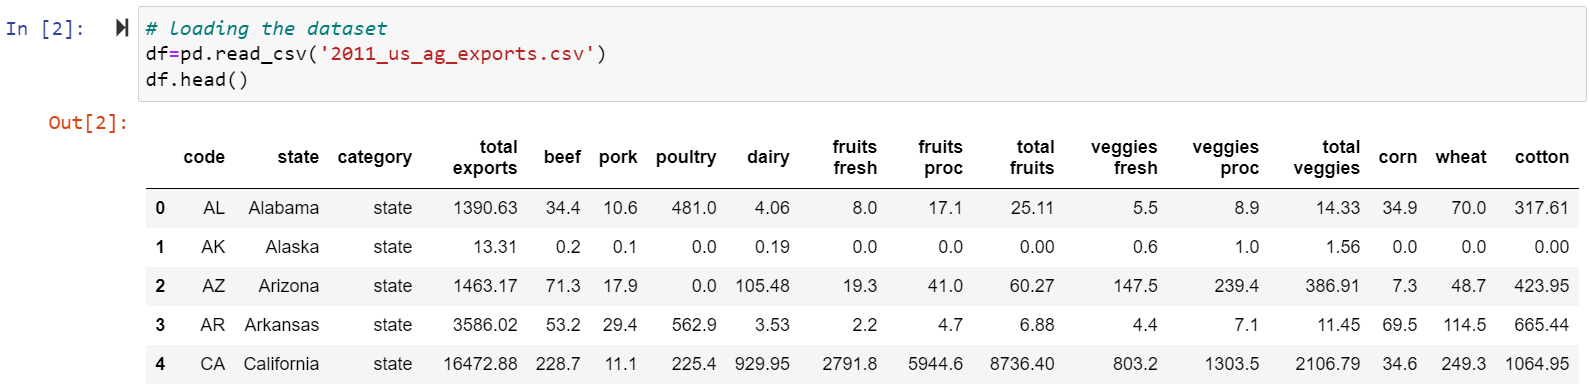 In [2]:
# Loading the dataset
df=pd.read_csv('2011_us_ag_exports.csv')
df.head()
Out[2]:
code state category total exports beef pork poultry dairy fruits fresh fruits proc total fruits veggies fresh veggies proc total veggies corn wheat cotton
0 AL Alabama state 1390.63 34.4 10.6 481.0 4.06 8.0 17.1 25.11 5.5 8.9 14.33 34.9 70.0 317.61
1 AK Alaska state 13.31 0.2 0.1 0.0 0.19 0.0 0.0 0.00 0.6 1.0 1.56 0.0 0.0 0.00
2 AZ Arizona state 1463.17 71.3 17.9 0.0 105.48 19.3 41.0 60.27 147.5 239.4 386.91 7.3 48.7 423.95
3 AR Arkansas state 3586.02 53.2 29.4 562.9 3.53 2.2 4.7 6.88 4.4 7.1 11.45 69.5 114.5 665.44
4 CA California state 16472.88 228.7 11.1 225.4 929.95 2791.8 5944.6 8736.40 803.2 1303.5 2106.79 34.6 249.3 1064.95